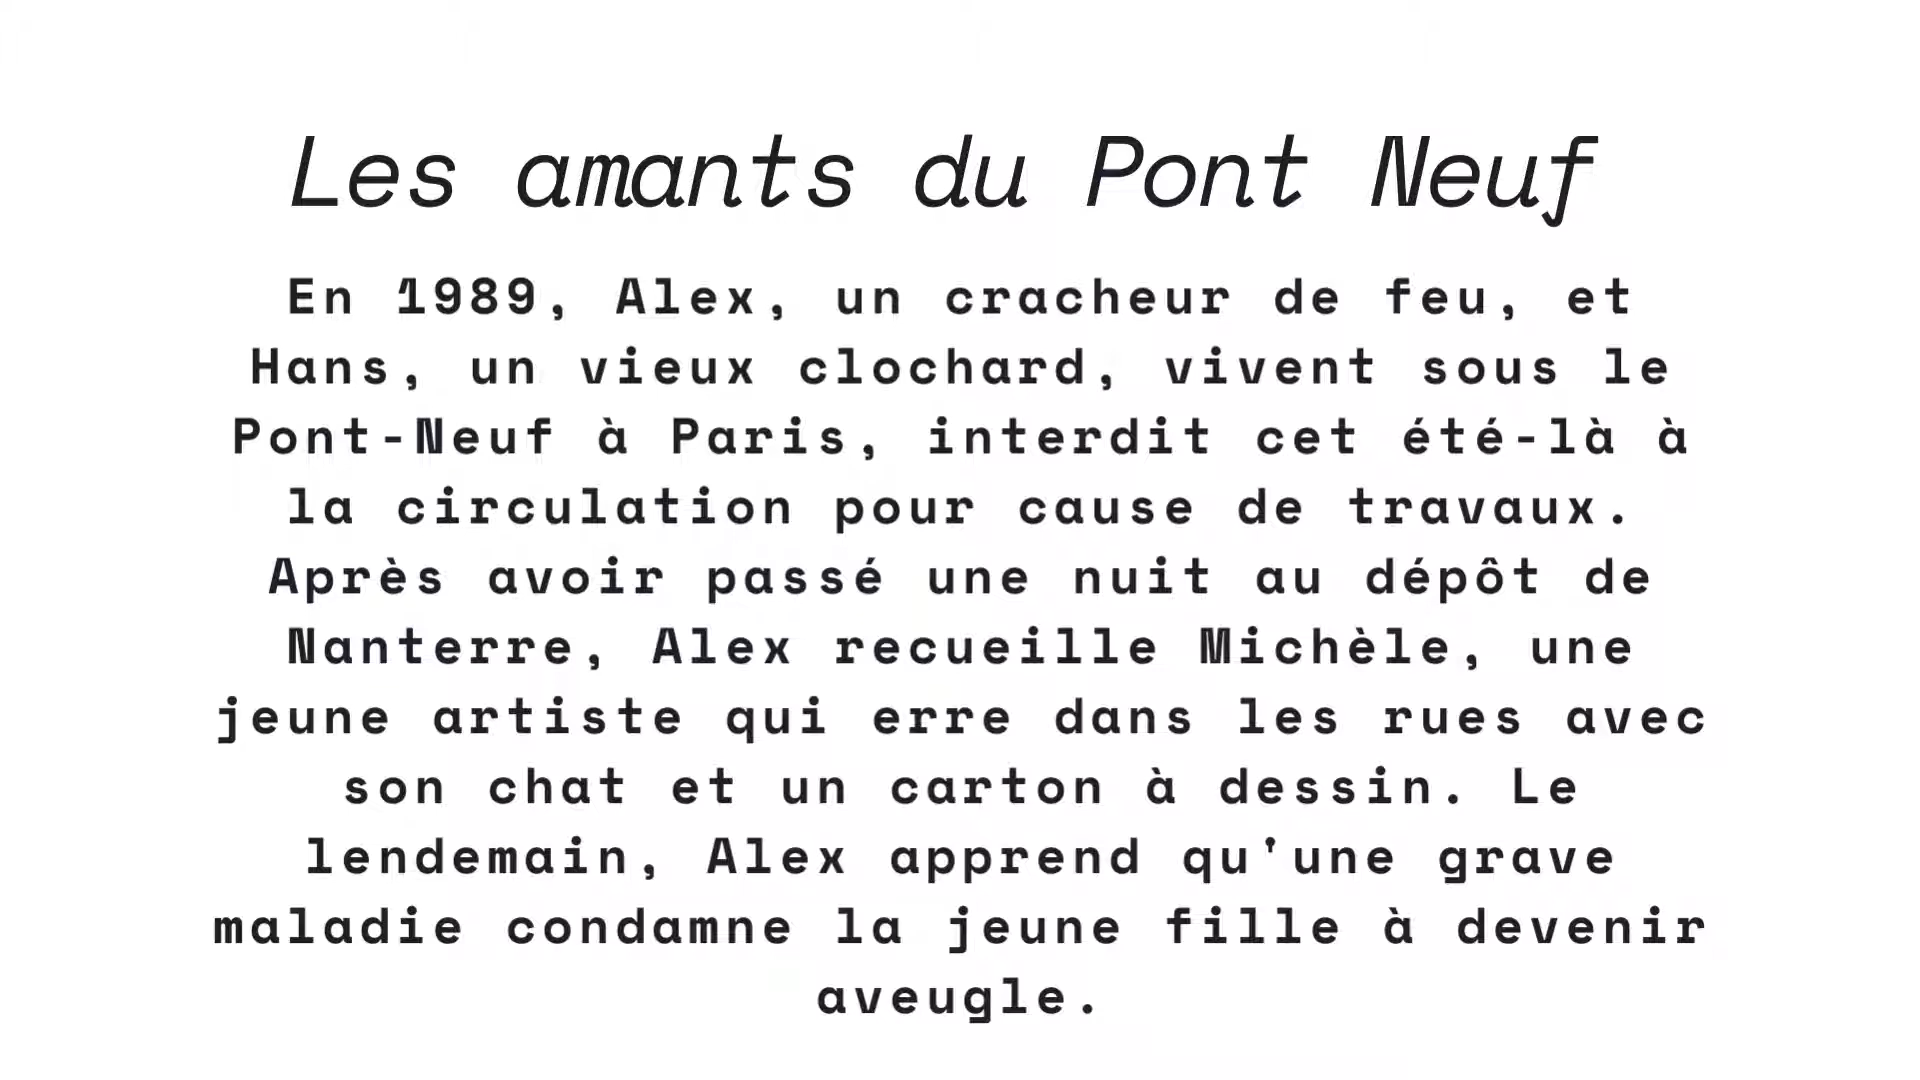 Les amants du Pont Neuf
En 1989, Alex, un cracheur de feu, et
Hans, un vieux clochard, vivent sous le
Pont-Neuf à Paris, interdit cet été-là à
la circulation pour cause de travaux.
Après avoir passé une nuit au dépôt de
Nanterre, Alex recueille Michèle, une
jeune artiste qui erre dans les rues avec
son chat et un carton à dessin. Le
lendemain, Alex apprend qu'une grave
maladie condamne la jeune fille à devenir
aveugle.